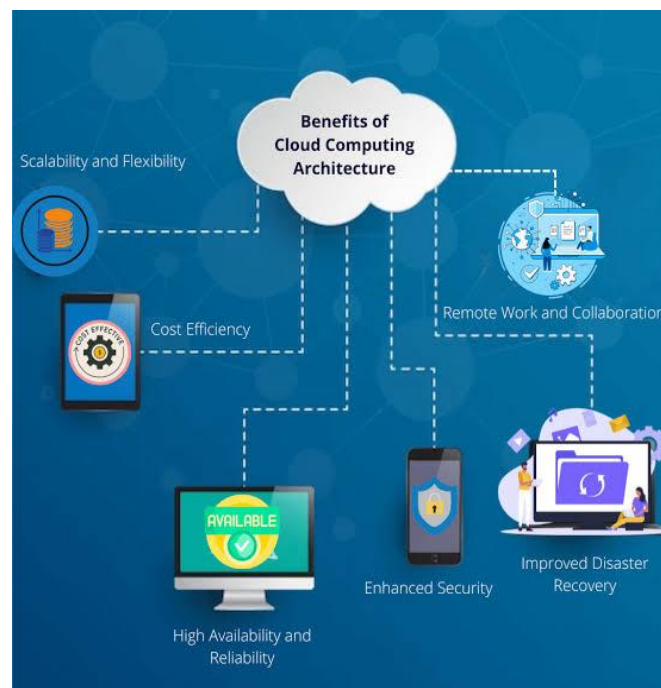 Benefits of
Cloud Computing
Architecture
Scalability and Flexibility
COST EFFECTIVE
Cost Efficiency
Remote Work and Collaboration
AVAILABLE
High Availability and
Reliability
Enhanced Security
Improved Disaster
Recovery